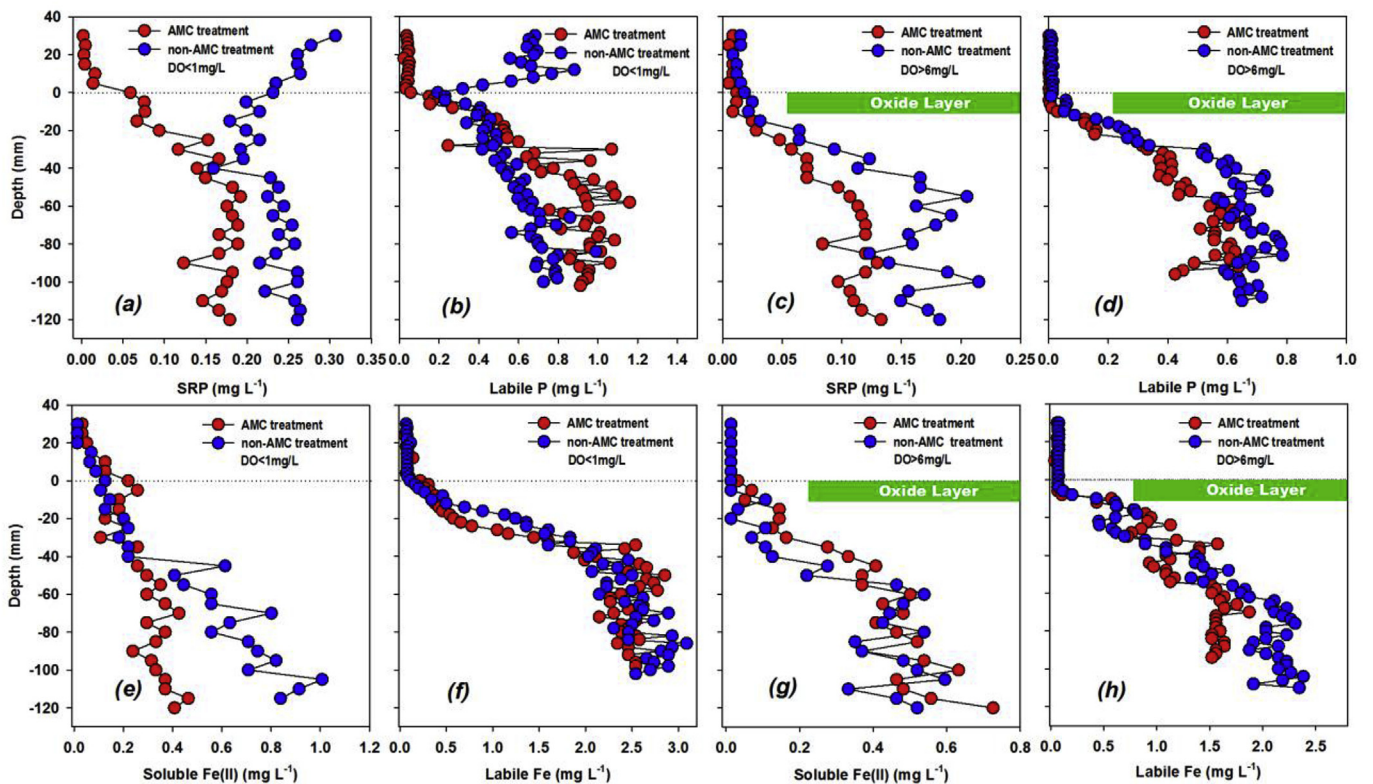 40
20
0
-20
-40
-60
-80
-100
-120
Depth (mm)
AMC treatment
non-AMC treatment
DO<1mg/L
(a)
0.00 0.05 0.10 0.15 0.20 0.25 0.30 0.35
SRP (mg L⁻¹)
AMC treatment
non-AMC treatment
DO<1mg/L
(b)
0.0 0.2 0.4 0.6 0.8 1.0 1.2 1.4
Labile P (mg L⁻¹)
AMC treatment
non-AMC treatment
DO>6mg/L
Oxide Layer
(c)
0.00 0.05 0.10 0.15 0.20 0.25
SRP (mg L⁻¹)
AMC treatment
non-AMC treatment
DO>6mg/L
Oxide Layer
(d)
0.0 0.2 0.4 0.6 0.8 1.0
Labile P (mg L⁻¹)
40
20
0
-20
-40
-60
-80
-100
-120
Depth (mm)
AMC treatment
non-AMC treatment
DO<1mg/L
(e)
0.0 0.2 0.4 0.6 0.8 1.0 1.2
Soluble Fe(II) (mg L⁻¹)
AMC treatment
non-AMC treatment
DO<1mg/L
(f)
0.0 0.5 1.0 1.5 2.0 2.5 3.0
Labile Fe (mg L⁻¹)
AMC treatment
non-AMC treatment
DO>6mg/L
Oxide Layer
(g)
0.0 0.2 0.4 0.6 0.8
Soluble Fe(II) (mg L⁻¹)
AMC treatment
non-AMC treatment
DO>6mg/L
Oxide Layer
(h)
0.0 0.5 1.0 1.5 2.0 2.5
Labile Fe (mg L⁻¹)